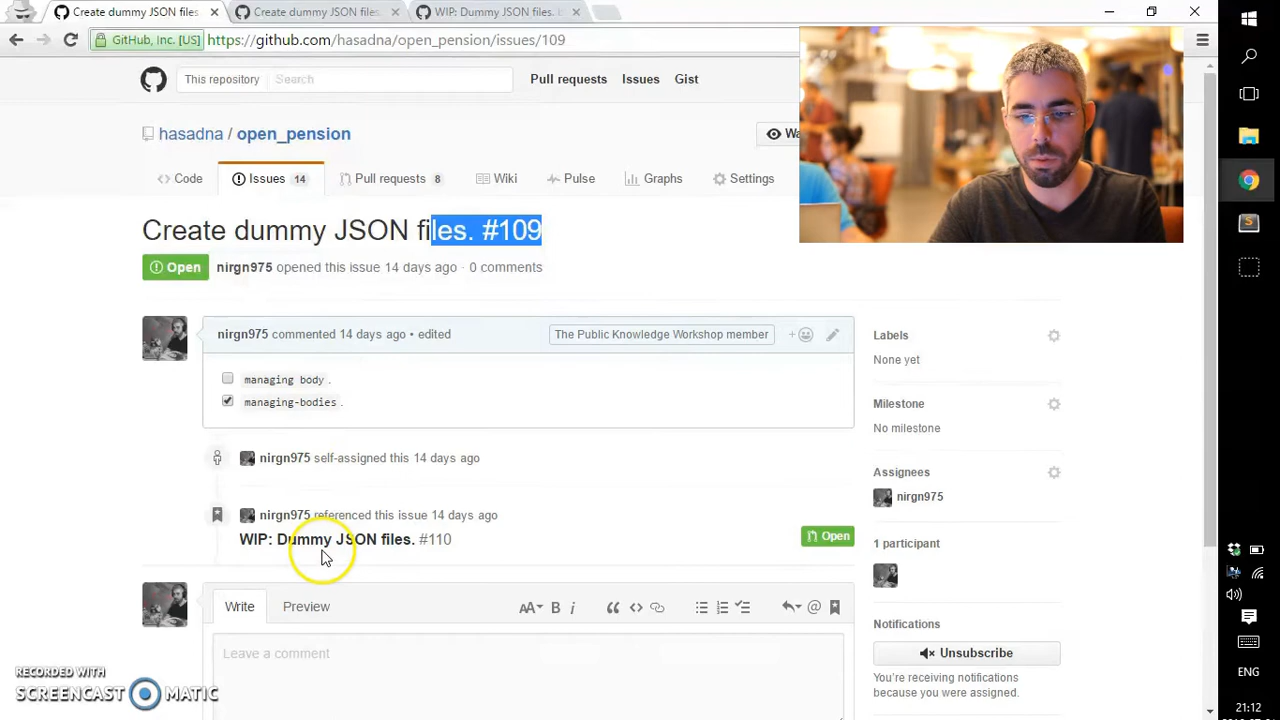 Create dummy JSON files
Create dummy JSON files.
WIP: Dummy JSON files.
GitHub, Inc. [US]
https://github.com/hasadna/open_pension/issues/109
This repository
Search
Pull requests
Issues
Gist
hasadna / open_pension
Code
Issues 14
Pull requests 8
Wiki
Pulse
Graphs
Settings
Create dummy JSON files. #109
Open
nirgn975 opened this issue 14 days ago · 0 comments
nirgn975 commented 14 days ago • edited
The Public Knowledge Workshop member
managing body .
managing-bodies .
nirgn975 self-assigned this 14 days ago
nirgn975 referenced this issue 14 days ago
WIP: Dummy JSON files. #110
Open
Write
Preview
AA
B
i
@
Leave a comment
Labels
None yet
Milestone
No milestone
Assignees
nirgn975
1 participant
Notifications
Unsubscribe
You're receiving notifications
because you were assigned.
RECORDED WITH
SCREENCAST MATIC
ENG
21:12